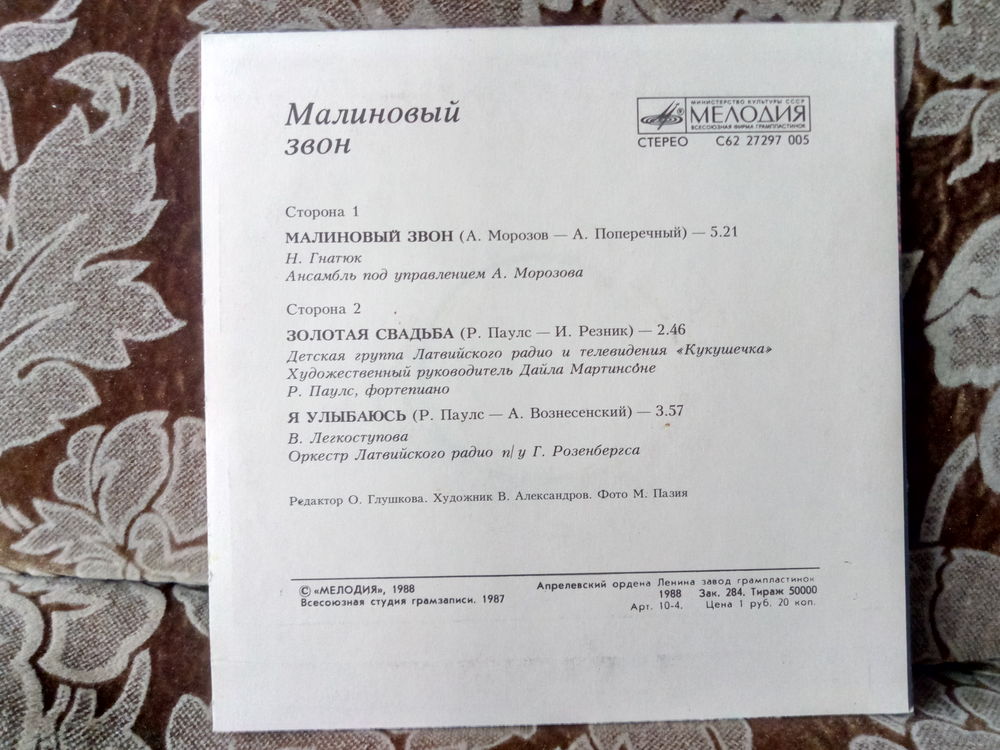 Малиновый
звон
МИНИСТЕРСТВО КУЛЬТУРЫ СССР
МЕЛОДИЯ
ВСЕСОЮЗНАЯ ФИРМА ГРАМПЛАСТИНОК
СТЕРЕО С62 27297 005
Сторона 1
МАЛИНОВЫЙ ЗВОН (А. Морозов — А. Поперечный) — 5.21
Н. Гнатюк
Ансамбль под управлением А. Морозова
Сторона 2
ЗОЛОТАЯ СВАДЬБА (Р. Паулс — И. Резник) — 2.46
Детская группа Латвийского радио и телевидения «Кукушечка»
Художественный руководитель Дайла Мартинсоне
Р. Паулс, фортепиано
Я УЛЫБАЮСЬ (Р. Паулс — А. Вознесенский) — 3.57
В. Легкоступова
Оркестр Латвийского радио п/у Г. Розенбергса
Редактор О. Глушкова. Художник В. Александров. Фото М. Пазия
© «МЕЛОДИЯ», 1988
Всесоюзная студия грамзаписи. 1987
Апрелевский ордена Ленина завод грампластинок
1988 Зак. 284. Тираж 50000
Арт. 10-4. Цена 1 руб. 20 коп.